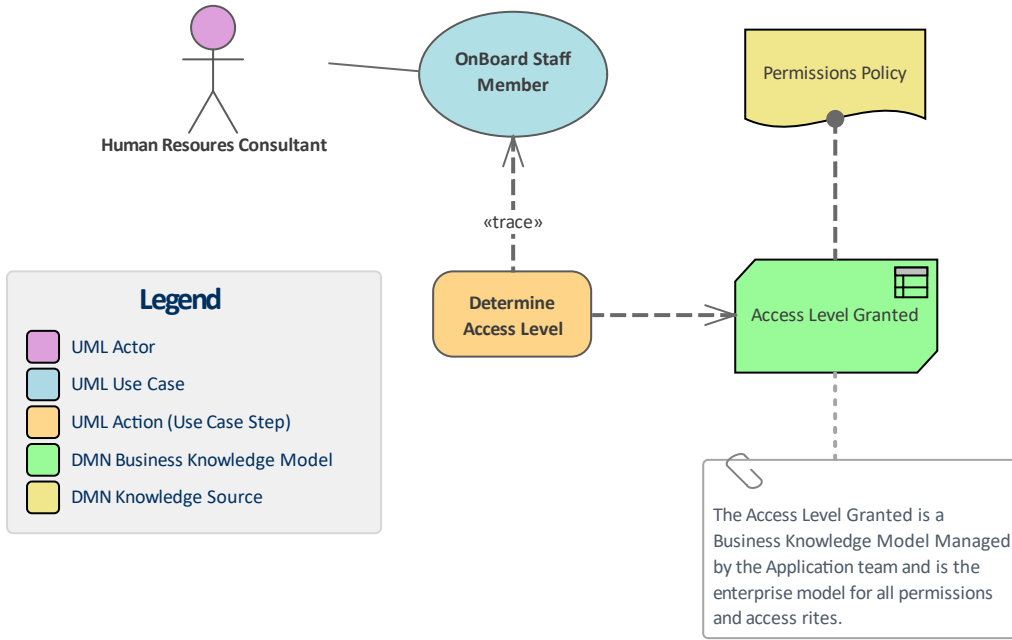 OnBoard Staff
Member
Permissions Policy
Human Resoures Consultant
«trace»
Legend
UML Actor
UML Use Case
UML Action (Use Case Step)
DMN Business Knowledge Model
DMN Knowledge Source
Determine
Access Level
Access Level Granted
The Access Level Granted is a
Business Knowledge Model Managed
by the Application team and is the
enterprise model for all permissions
and access rites.